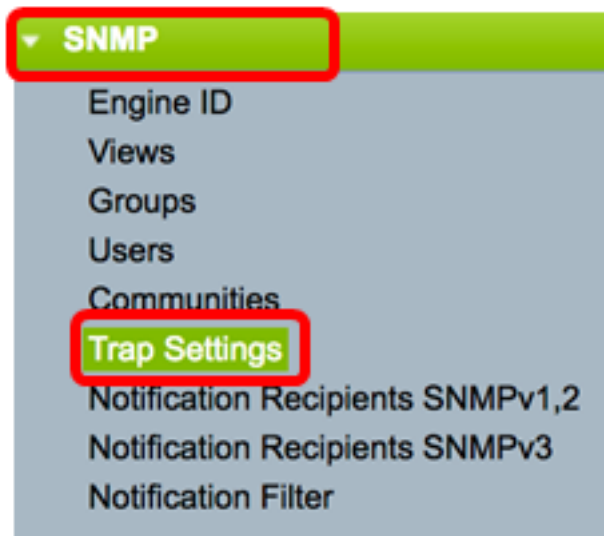 SNMP
Engine ID
Views
Groups
Users
Communities
Trap Settings
Notification Recipients SNMPv1,2
Notification Recipients SNMPv3
Notification Filter